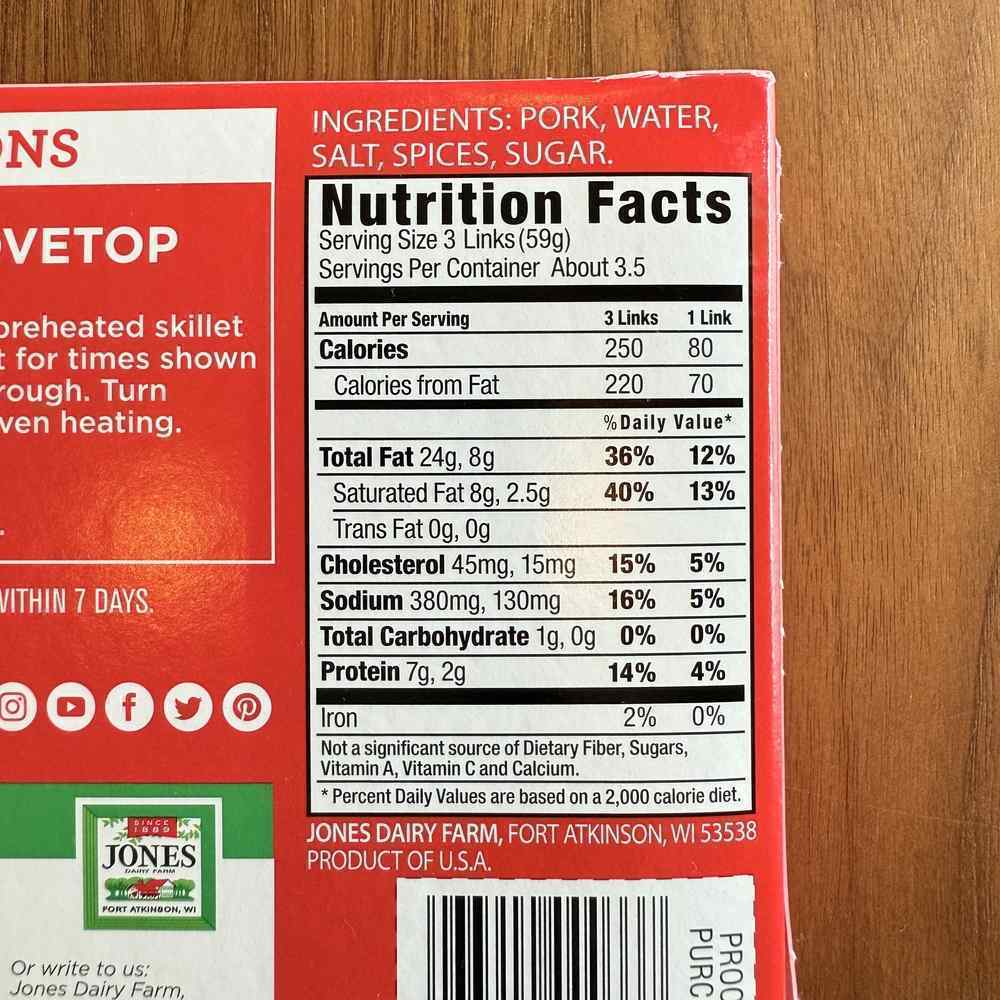 ONS
OVETOP
preheated skillet
t for times shown
rough. Turn
ven heating.
WITHIN 7 DAYS.
SINCE
1889
JONES
DAIRY FARM
FORT ATKINSON, WI
Or write to us:
Jones Dairy Farm,
INGREDIENTS: PORK, WATER,
SALT, SPICES, SUGAR.
Nutrition Facts
Serving Size 3 Links (59g)
Servings Per Container About 3.5
Amount Per Serving 3 Links 1 Link
Calories 250 80
Calories from Fat 220 70
% Daily Value*
Total Fat 24g, 8g 36% 12%
Saturated Fat 8g, 2.5g 40% 13%
Trans Fat 0g, 0g
Cholesterol 45mg, 15mg 15% 5%
Sodium 380mg, 130mg 16% 5%
Total Carbohydrate 1g, 0g 0% 0%
Protein 7g, 2g 14% 4%
Iron 2% 0%
Not a significant source of Dietary Fiber, Sugars,
Vitamin A, Vitamin C and Calcium.
* Percent Daily Values are based on a 2,000 calorie diet.
JONES DAIRY FARM, FORT ATKINSON, WI 53538
PRODUCT OF U.S.A.
PROC
PURC